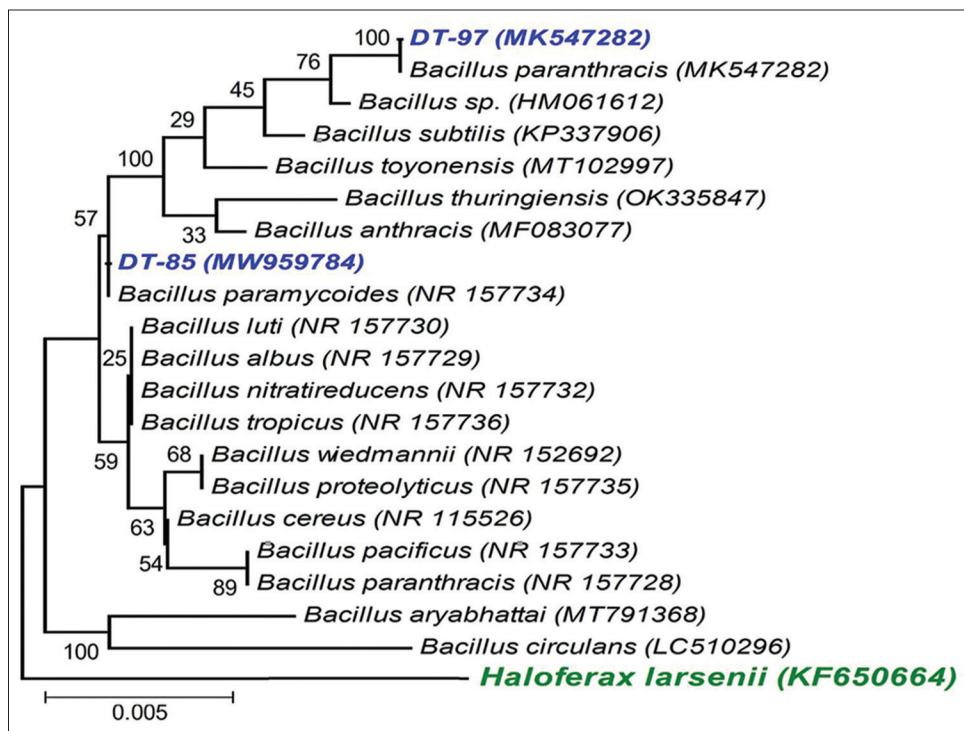 100 DT-97 (MK547282)
Bacillus paranthracis (MK547282)
76
Bacillus sp. (HM061612)
45
Bacillus subtilis (KP337906)
29
Bacillus toyonensis (MT102997)
100
Bacillus thuringiensis (OK335847)
33 Bacillus anthracis (MF083077)
57
DT-85 (MW959784)
Bacillus paramycoides (NR 157734)
Bacillus luti (NR 157730)
25 Bacillus albus (NR 157729)
Bacillus nitratireducens (NR 157732)
Bacillus tropicus (NR 157736)
59
68 Bacillus wiedmannii (NR 152692)
Bacillus proteolyticus (NR 157735)
63 Bacillus cereus (NR 115526)
54 Bacillus pacificus (NR 157733)
89 Bacillus paranthracis (NR 157728)
Bacillus aryabhattai (MT791368)
100 Bacillus circulans (LC510296)
Haloferax larsenii (KF650664)
0.005